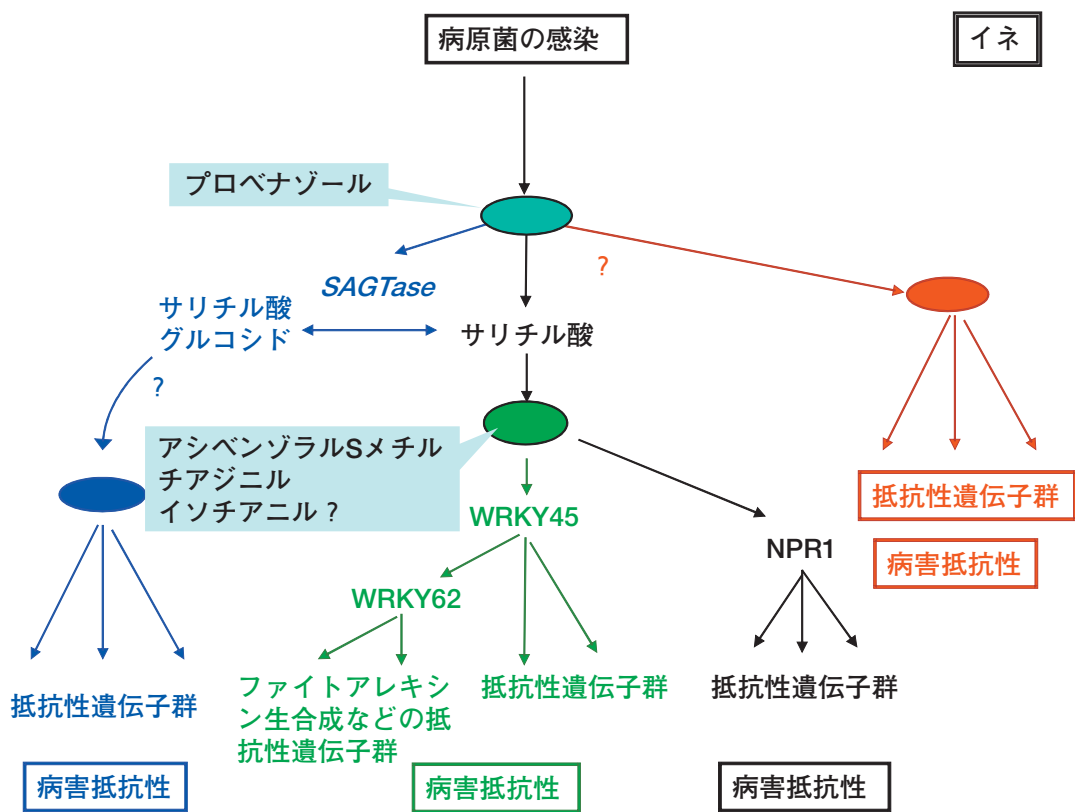 病原菌の感染
イネ
プロベナゾール
?
SAGTase
サリチル酸
グルコシド
サリチル酸
?
アシベンゾラルSメチル
チアジニル
イソチアニル ?
WRKY45
抵抗性遺伝子群
NPR1
病害抵抗性
WRKY62
抵抗性遺伝子群
ファイトアレキシ
ン生合成などの抵
抗性遺伝子群
抵抗性遺伝子群
抵抗性遺伝子群
病害抵抗性
病害抵抗性
病害抵抗性